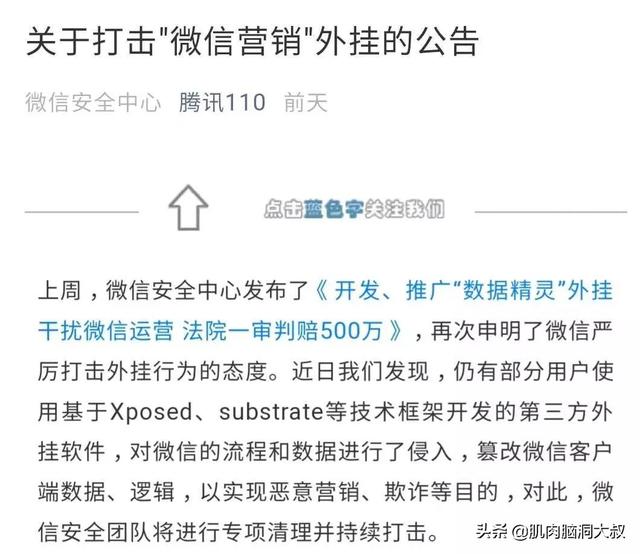 关于打击"微信营销"外挂的公告
微信安全中心 腾讯110 前天
点击蓝色字关注我们
上周，微信安全中心发布了《 开发、推广“数据精灵”外挂
干扰微信运营 法院一审判赔500万 》，再次申明了微信严
厉打击外挂行为的态度。近日我们发现，仍有部分用户使
用基于Xposed、substrate等技术框架开发的第三方外
挂软件，对微信的流程和数据进行了侵入，篡改微信客户
端数据、逻辑，以实现恶意营销、欺诈等目的，对此，微
信安全团队将进行专项清理并持续打击。
头条 @肌肉脑洞大叔